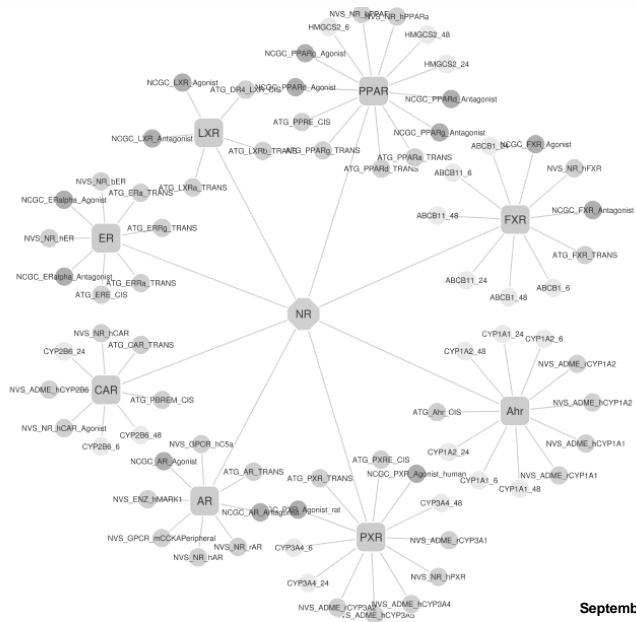 NVS_NR_hPPARa
HMGCS2_6
HMGCS2_48
NCGC_PPARg_Agonist
HMGCS2_24
NCGC_LXR_Agonist
ATG_DR4_LXR_CIS
NCGC_PPARd_Agonist
PPAR
NCGC_PPARd_Antagonist
ATG_PPRE_CIS
LXR
NCGC_LXR_Antagonist
NCGC_PPARg_Antagonist
ABCB1_24
NCGC_FXR_Agonist
ATG_LXRb_TRANS
ATG_PPARg_TRANS
ATG_PPARa_TRANS
ATG_PPARd_TRANS
ABCB11_6
NVS_NR_hFXR
NVS_NR_bER
ATG_LXRa_TRANS
NCGC_ERalpha_Agonist
ATG_ERa_TRANS
ABCB11_48
FXR
NCGC_FXR_Antagonist
ATG_ERRg_TRANS
NVS_NR_hER
ER
ATG_FXR_TRANS
NCGC_ERalpha_Antagonist
ATG_ERRa_TRANS
ABCB11_24
ABCB1_6
ATG_ERE_CIS
ABCB1_48
NR
NVS_NR_hCAR
CYP1A1_24
CYP1A2_6
CYP2B6_24
ATG_CAR_TRANS
CYP1A2_48
NVS_ADME_rCYP1A2
NVS_ADME_hCYP2B6
CAR
ATG_PBREM_CIS
NVS_ADME_hCYP1A2
ATG_Ahr_CIS
Ahr
NVS_NR_hCAR_Agonist
CYP2B6_48
CYP2B6_6
NVS_GPCR_hC5a
NVS_ADME_hCYP1A1
CYP1A2_24
NCGC_AR_Agonist
ATG_PXRE_CIS
ATG_AR_TRANS
ATG_PXR_TRANS
NCGC_PXR_Agonist_human
CYP1A1_6
CYP1A1_48
NVS_ADME_rCYP1A1
NVS_ENZ_hMARK1
AR
CYP3A4_48
PXR
NVS_GPCR_mCCKAPeripheral
NVS_NR_rAR
CYP3A4_6
NVS_ADME_rCYP3A1
NVS_NR_hAR
CYP3A4_24
NVS_NR_hPXR
NVS_ADME_hCYP3A4
Septemb